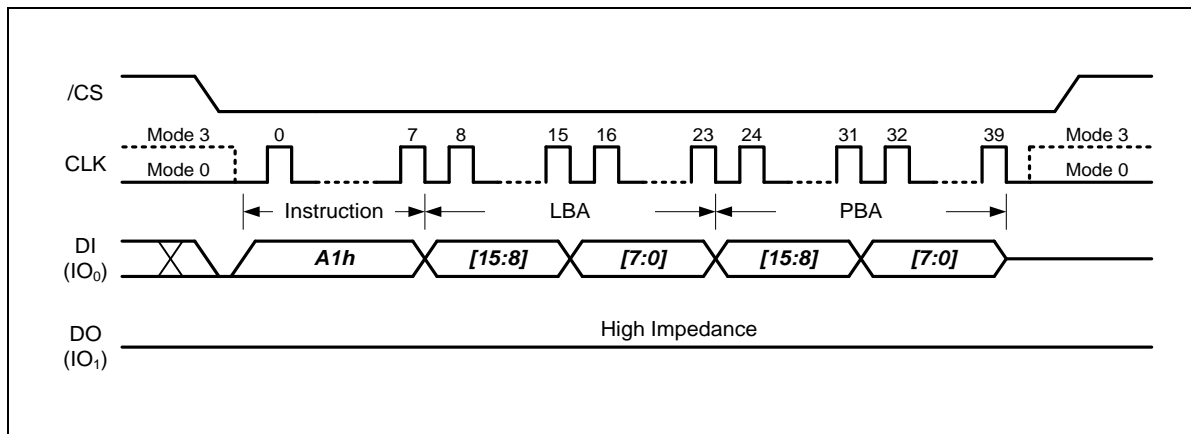 /CS
Mode 3 0 7 8 15 16 23 24 31 32 39 Mode 3
CLK
Mode 0 Mode 0
Instruction LBA PBA
DI
(IO₀)
A1h [15:8] [7:0] [15:8] [7:0]
High Impedance
DO
(IO₁)